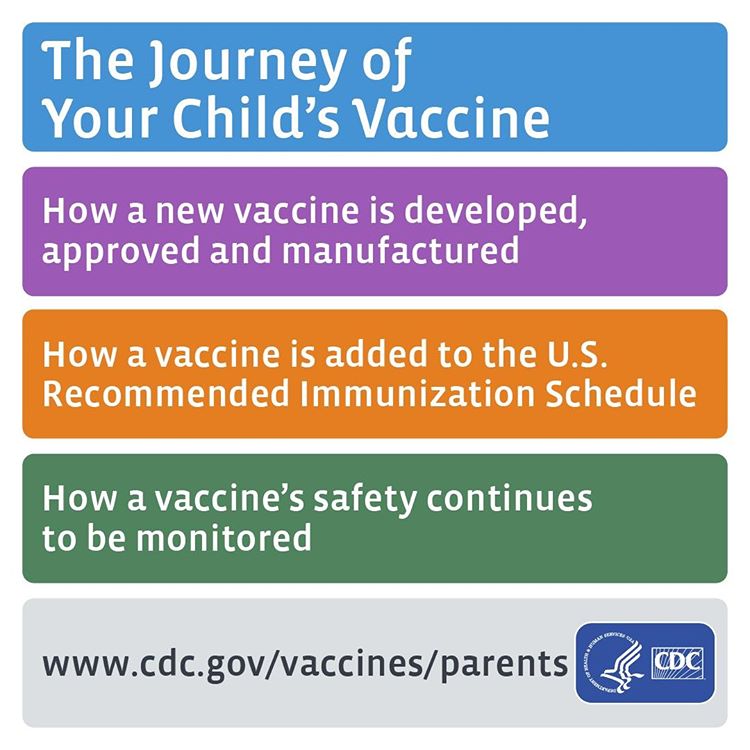 The Journey of
Your Child's Vaccine
How a new vaccine is developed,
approved and manufactured
How a vaccine is added to the U.S.
Recommended Immunization Schedule
How a vaccine's safety continues
to be monitored
www.cdc.gov/vaccines/parents
DEPARTMENT OF HEALTH & HUMAN SERVICES USA
CDC